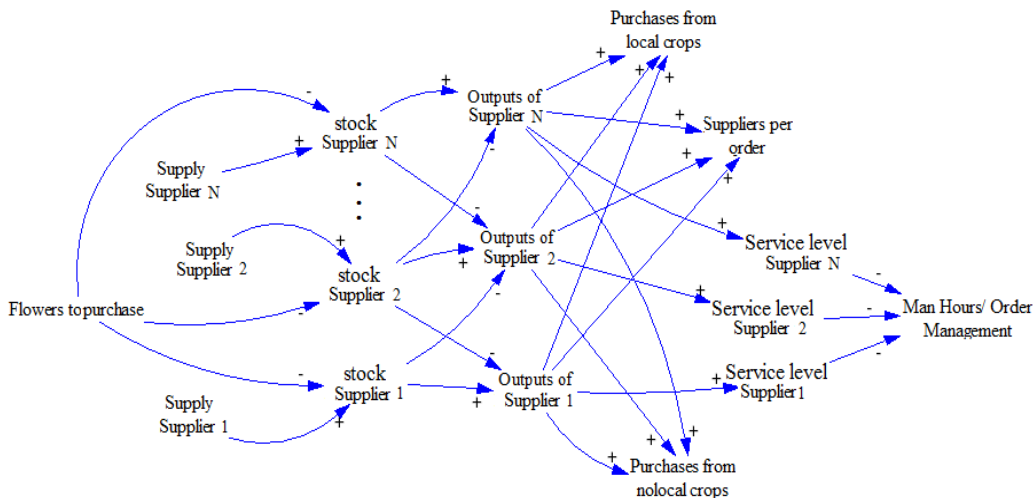 Purchases from
local crops
+
+
+
-
+
Outputs of
Supplier N
+
Suppliers per
order
stock
Supplier N
+
-
+
+
Supply
Supplier N
-
+
+
Outputs of
Supplier 2
Service level
Supplier N
Supply
Supplier 2
+
stock
Supplier 2
+
-
-
+
Service level
Supplier 2
-
Man Hours/ Order
Management
Flowers to purchase
-
-
-
stock
Supplier 1
-
+
Outputs of
Supplier 1
+
Service level
Supplier1
-
Supply
Supplier 1
+
+
+
+
Purchases from
nolocal crops